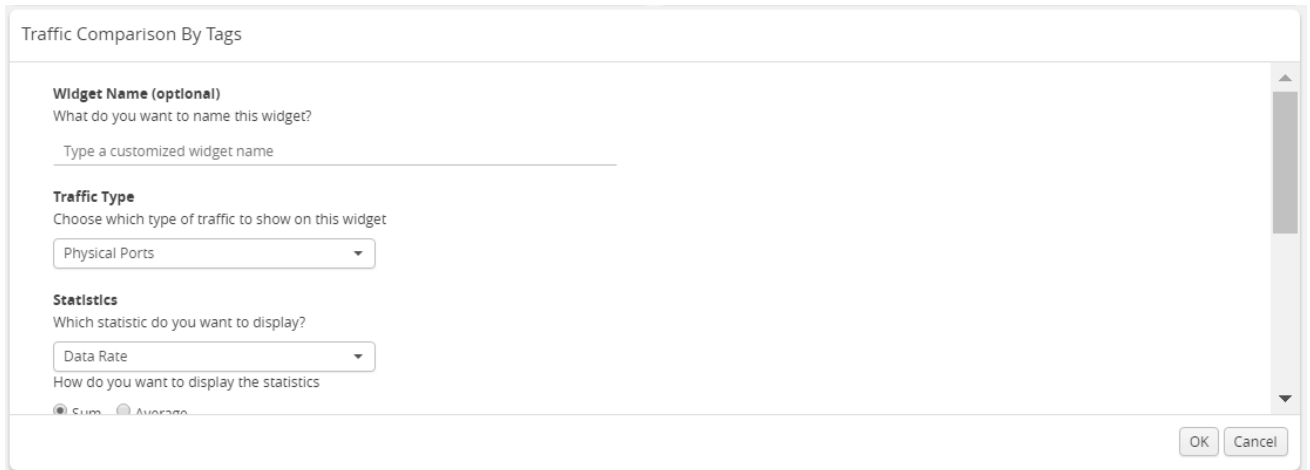 Traffic Comparison By Tags
Widget Name (optional)
What do you want to name this widget?
Type a customized widget name
Traffic Type
Choose which type of traffic to show on this widget
Physical Ports
Statistics
Which statistic do you want to display?
Data Rate
How do you want to display the statistics
Sum Average
OK Cancel